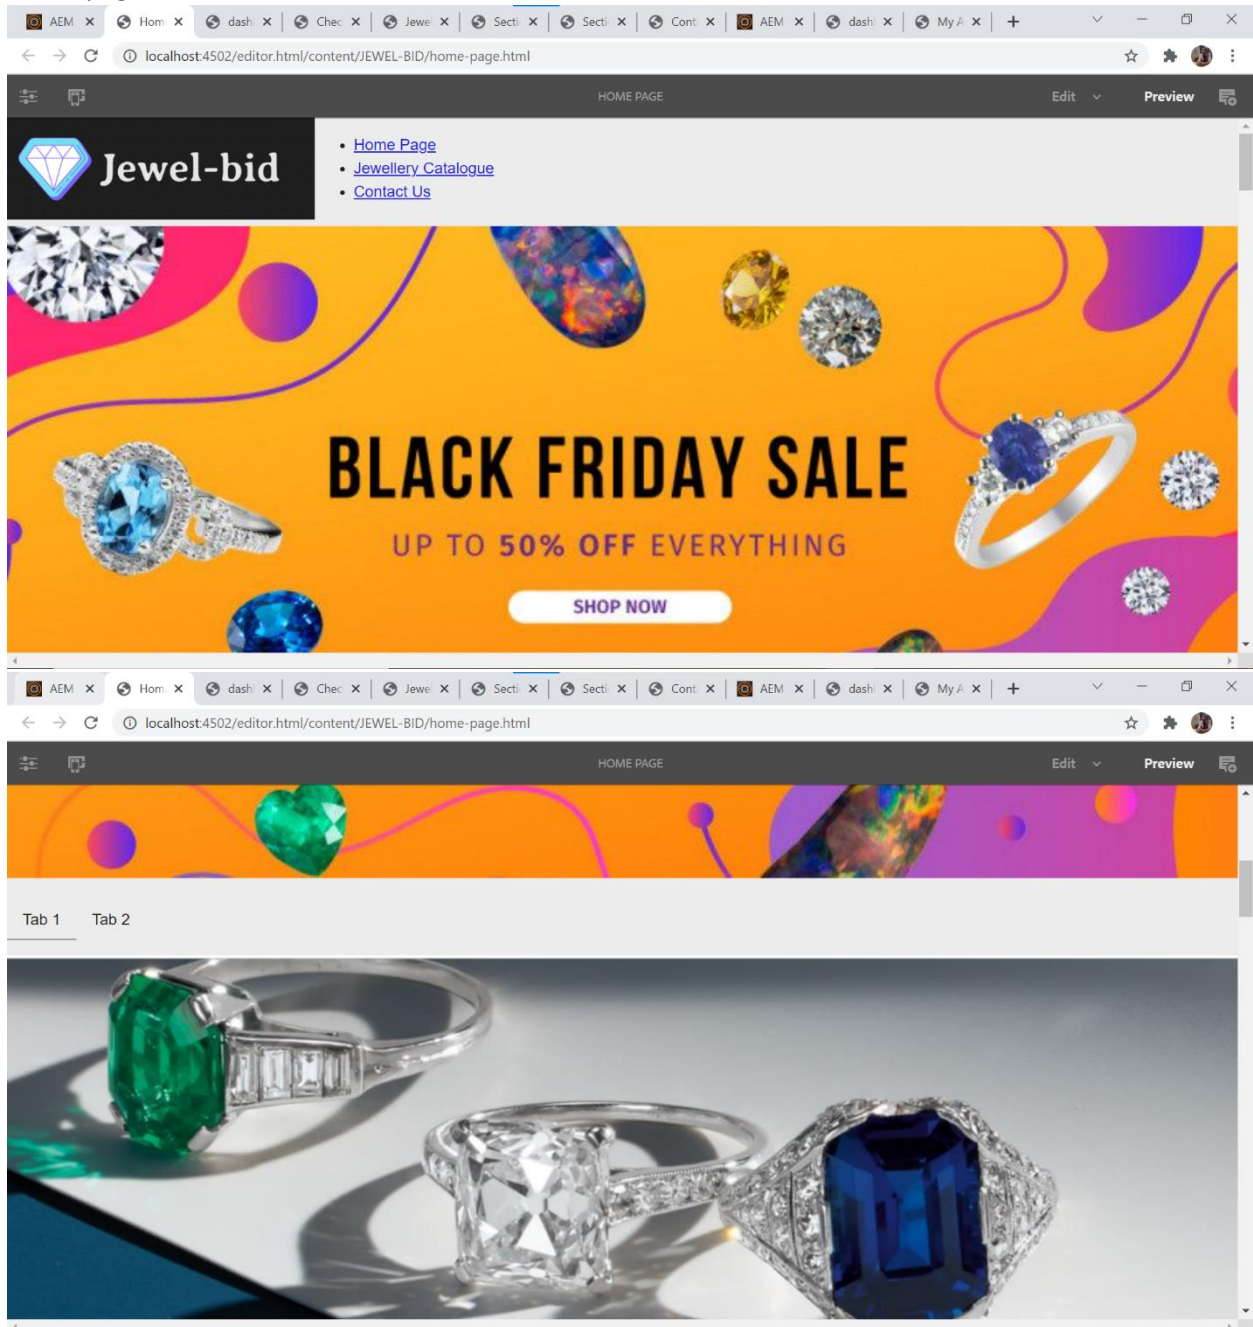 AEM Hom dash Chec Jewel Secti Secti Cont AEM dash My A
localhost:4502/editor.html/content/JEWEL-BID/home-page.html
HOME PAGE Edit Preview
Jewel-bid
Home Page
Jewellery Catalogue
Contact Us
BLACK FRIDAY SALE
UP TO 50% OFF EVERYTHING
SHOP NOW
AEM Hom dash Chec Jewel Secti Secti Cont AEM dash My A
localhost:4502/editor.html/content/JEWEL-BID/home-page.html
HOME PAGE Edit Preview
Tab 1 Tab 2